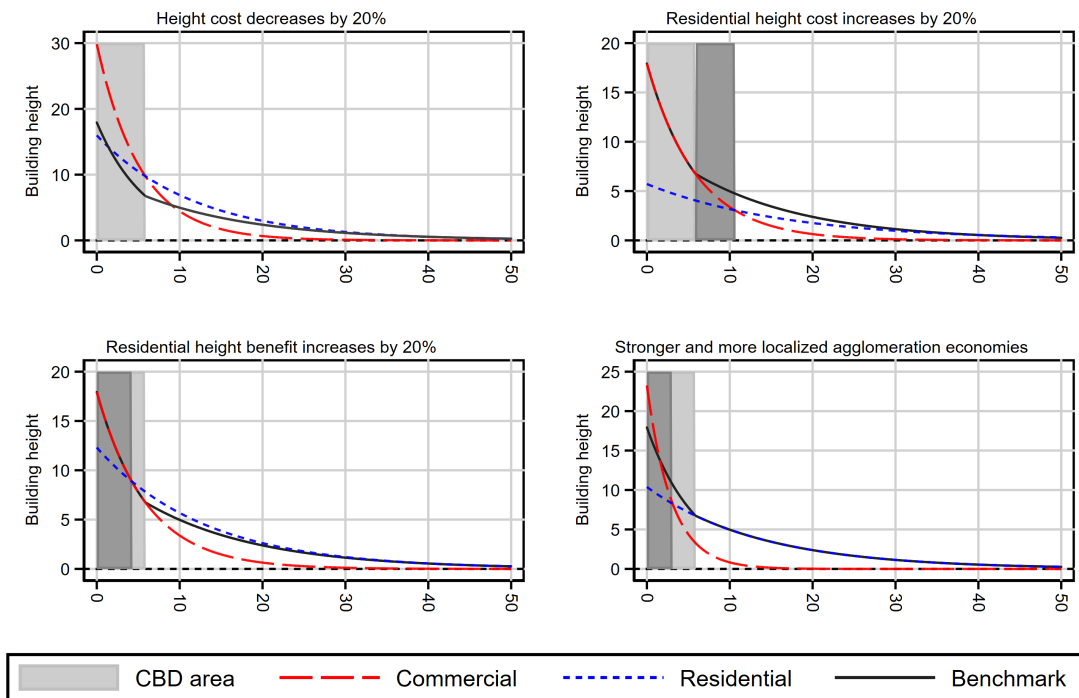 Height cost decreases by 20%
Building height
30
20
10
0
0 10 20 30 40 50
Residential height cost increases by 20%
Building height
20
15
10
5
0
0 10 20 30 40 50
Residential height benefit increases by 20%
Building height
20
15
10
5
0
0 10 20 30 40 50
Stronger and more localized agglomeration economies
Building height
25
20
15
10
5
0
0 10 20 30 40 50
CBD area Commercial Residential Benchmark